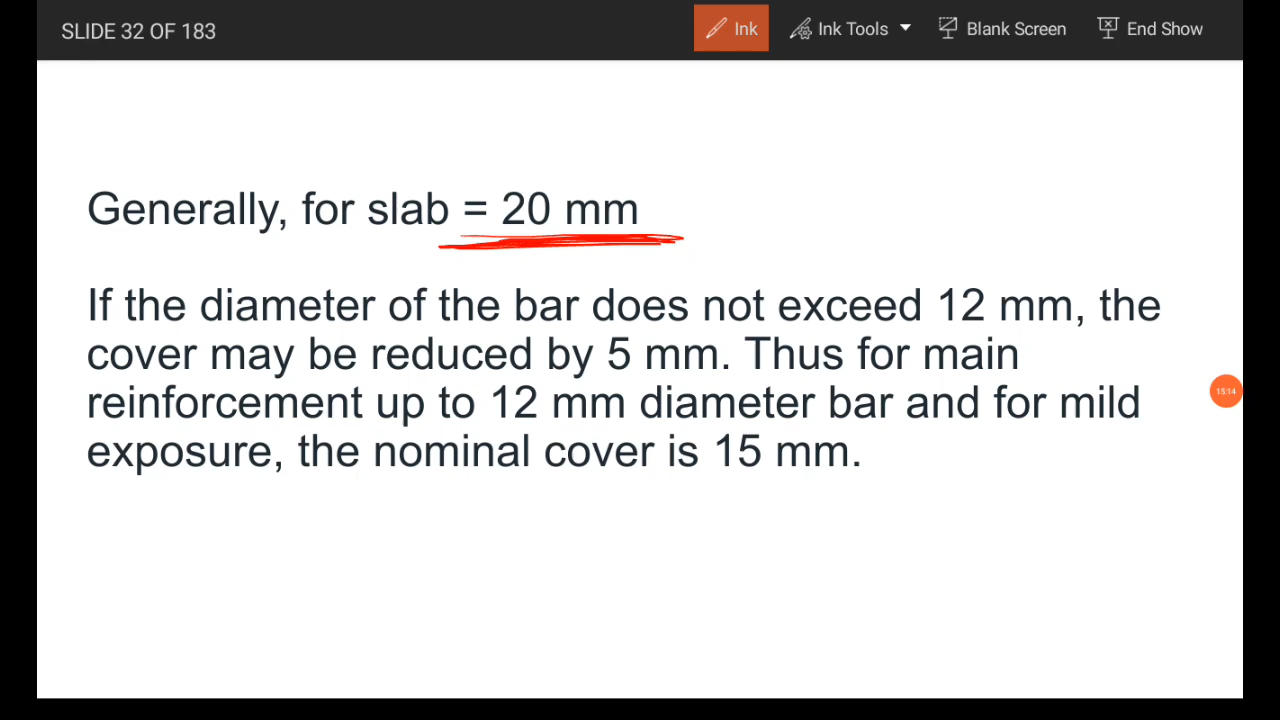 SLIDE 32 OF 183
Ink
Ink Tools
Blank Screen
End Show
Generally, for slab = 20 mm
If the diameter of the bar does not exceed 12 mm, the
cover may be reduced by 5 mm. Thus for main
reinforcement up to 12 mm diameter bar and for mild
exposure, the nominal cover is 15 mm.
15:14